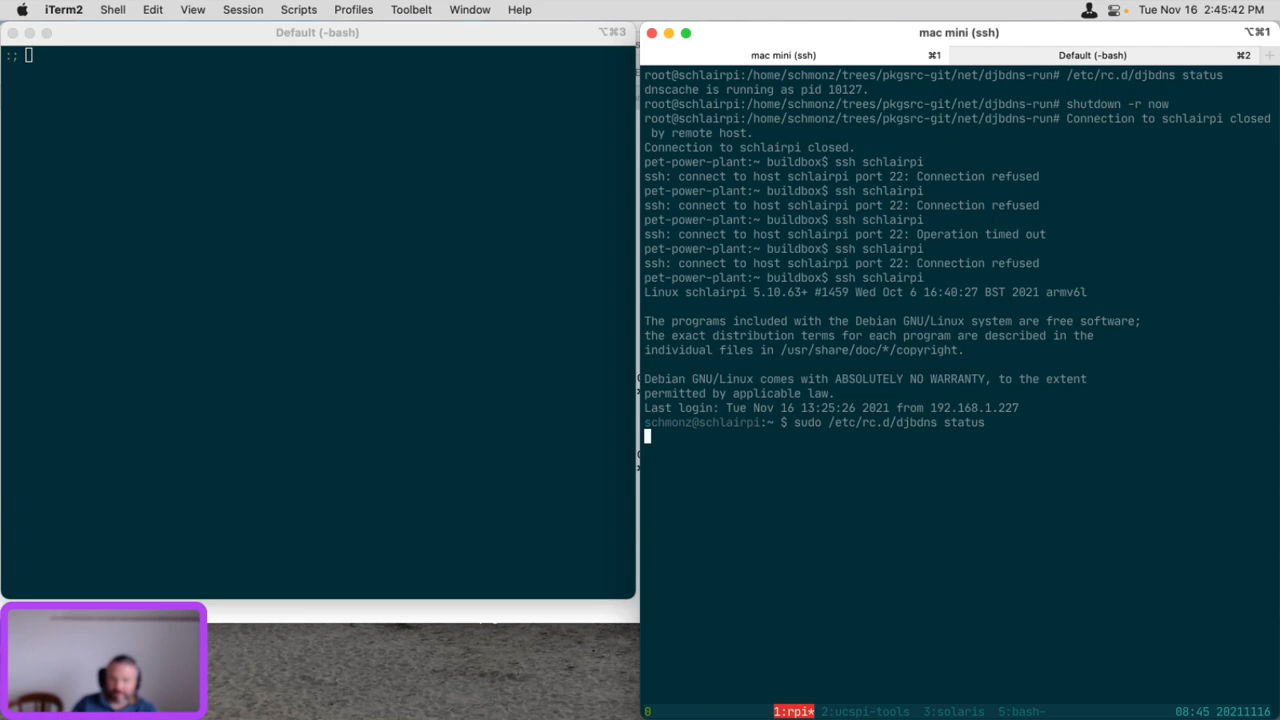 iTerm2 Shell Edit View Session Scripts Profiles Toolbelt Window Help Tue Nov 16 2:45:42 PM
Default (-bash) ⌥⌘3
:;
mac mini (ssh) ⌥⌘1
mac mini (ssh) ⌘1 Default (-bash) ⌘2 +
root@schlairpi:/home/schmonz/trees/pkgsrc-git/net/djbdns-run# /etc/rc.d/djbdns status
dnscache is running as pid 10127.
root@schlairpi:/home/schmonz/trees/pkgsrc-git/net/djbdns-run# shutdown -r now
root@schlairpi:/home/schmonz/trees/pkgsrc-git/net/djbdns-run# Connection to schlairpi closed
by remote host.
Connection to schlairpi closed.
pet-power-plant:~ buildbox$ ssh schlairpi
ssh: connect to host schlairpi port 22: Connection refused
pet-power-plant:~ buildbox$ ssh schlairpi
ssh: connect to host schlairpi port 22: Connection refused
pet-power-plant:~ buildbox$ ssh schlairpi
ssh: connect to host schlairpi port 22: Operation timed out
pet-power-plant:~ buildbox$ ssh schlairpi
ssh: connect to host schlairpi port 22: Connection refused
pet-power-plant:~ buildbox$ ssh schlairpi
Linux schlairpi 5.10.63+ #1459 Wed Oct 6 16:40:27 BST 2021 armv6l
The programs included with the Debian GNU/Linux system are free software;
the exact distribution terms for each program are described in the
individual files in /usr/share/doc/*/copyright.
Debian GNU/Linux comes with ABSOLUTELY NO WARRANTY, to the extent
permitted by applicable law.
Last login: Tue Nov 16 13:25:26 2021 from 192.168.1.227
schmonz@schlairpi:~ $ sudo /etc/rc.d/djbdns status
0 1:rpi* 2:ucspi-tools 3:solaris 5:bash- 08:45 20211116